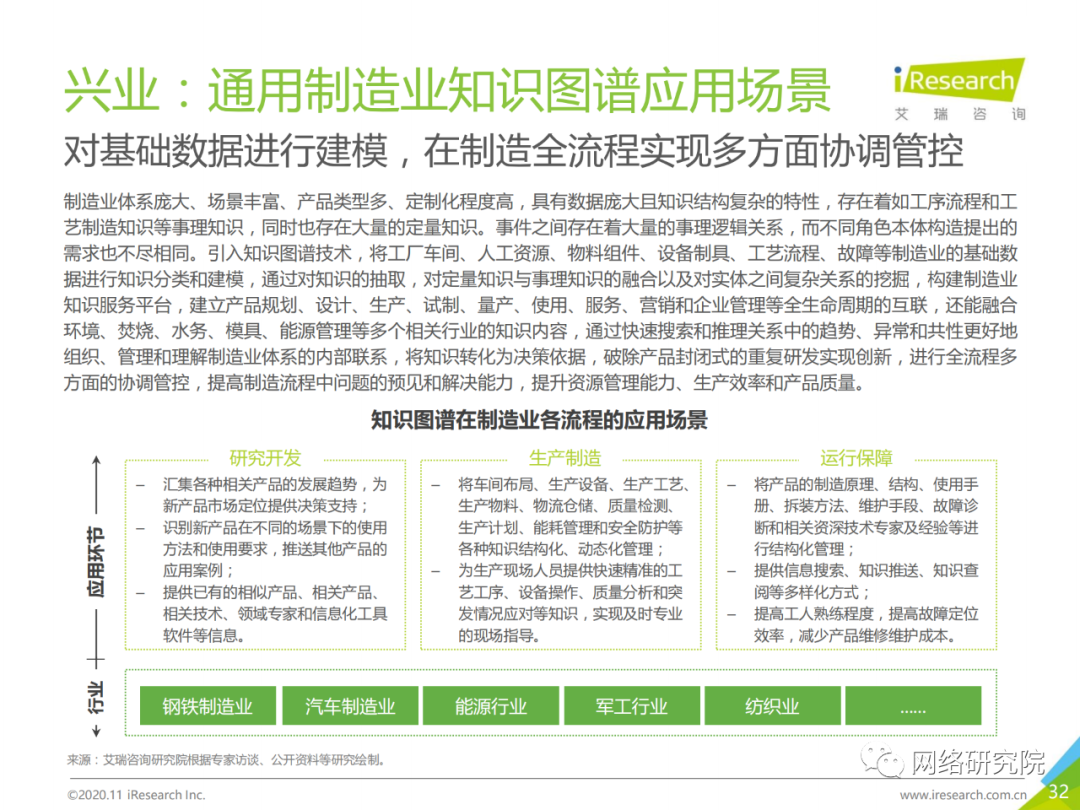 兴业：通用制造业知识图谱应用场景
iResearch
艾瑞咨询
对基础数据进行建模，在制造全流程实现多方面协调管控
制造业体系庞大、场景丰富、产品类型多、定制化程度高，具有数据庞大且知识结构复杂的特性，存在着如工序流程和工
艺制造知识等事理知识，同时也存在大量的定量知识。事件之间存在着大量的事理逻辑关系，而不同角色本体构造提出的
需求也不尽相同。引入知识图谱技术，将工厂车间、人工资源、物料组件、设备制具、工艺流程、故障等制造业的基础数
据进行知识分类和建模，通过对知识的抽取，对定量知识与事理知识的融合以及对实体之间复杂关系的挖掘，构建制造业
知识服务平台，建立产品规划、设计、生产、试制、量产、使用、服务、营销和企业管理等全生命周期的互联，还能融合
环境、焚烧、水务、模具、能源管理等多个相关行业的知识内容，通过快速搜索和推理关系中的趋势、异常和共性更好地
组织、管理和理解制造业体系的内部联系，将知识转化为决策依据，破除产品封闭式的重复研发实现创新，进行全流程多
方面的协调管控，提高制造流程中问题的预见和解决能力，提升资源管理能力、生产效率和产品质量。
知识图谱在制造业各流程的应用场景
应用环节
研究开发
– 汇集各种相关产品的发展趋势，为
新产品市场定位提供决策支持；
– 识别新产品在不同的场景下的使用
方法和使用要求，推送其他产品的
应用案例；
– 提供已有的相似产品、相关产品、
相关技术、领域专家和信息化工具
软件等信息。
生产制造
– 将车间布局、生产设备、生产工艺、
生产物料、物流仓储、质量检测、
生产计划、能耗管理和安全防护等
各种知识结构化、动态化管理；
– 为生产现场人员提供快速精准的工
艺工序、设备操作、质量分析和突
发情况应对等知识，实现及时专业
的现场指导。
运行保障
– 将产品的制造原理、结构、使用手
册、拆装方法、维护手段、故障诊
断和相关资深技术专家及经验等进
行结构化管理；
– 提供信息搜索、知识推送、知识查
阅等多样化方式；
– 提高工人熟练程度，提高故障定位
效率，减少产品维修维护成本。
行业
钢铁制造业
汽车制造业
能源行业
军工行业
纺织业
……
来源：艾瑞咨询研究院根据专家访谈、公开资料等研究绘制。
网络研究院
©2020.11 iResearch Inc.
www.iresearch.com.cn
32